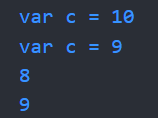 var c = 10
var c = 9
8
9